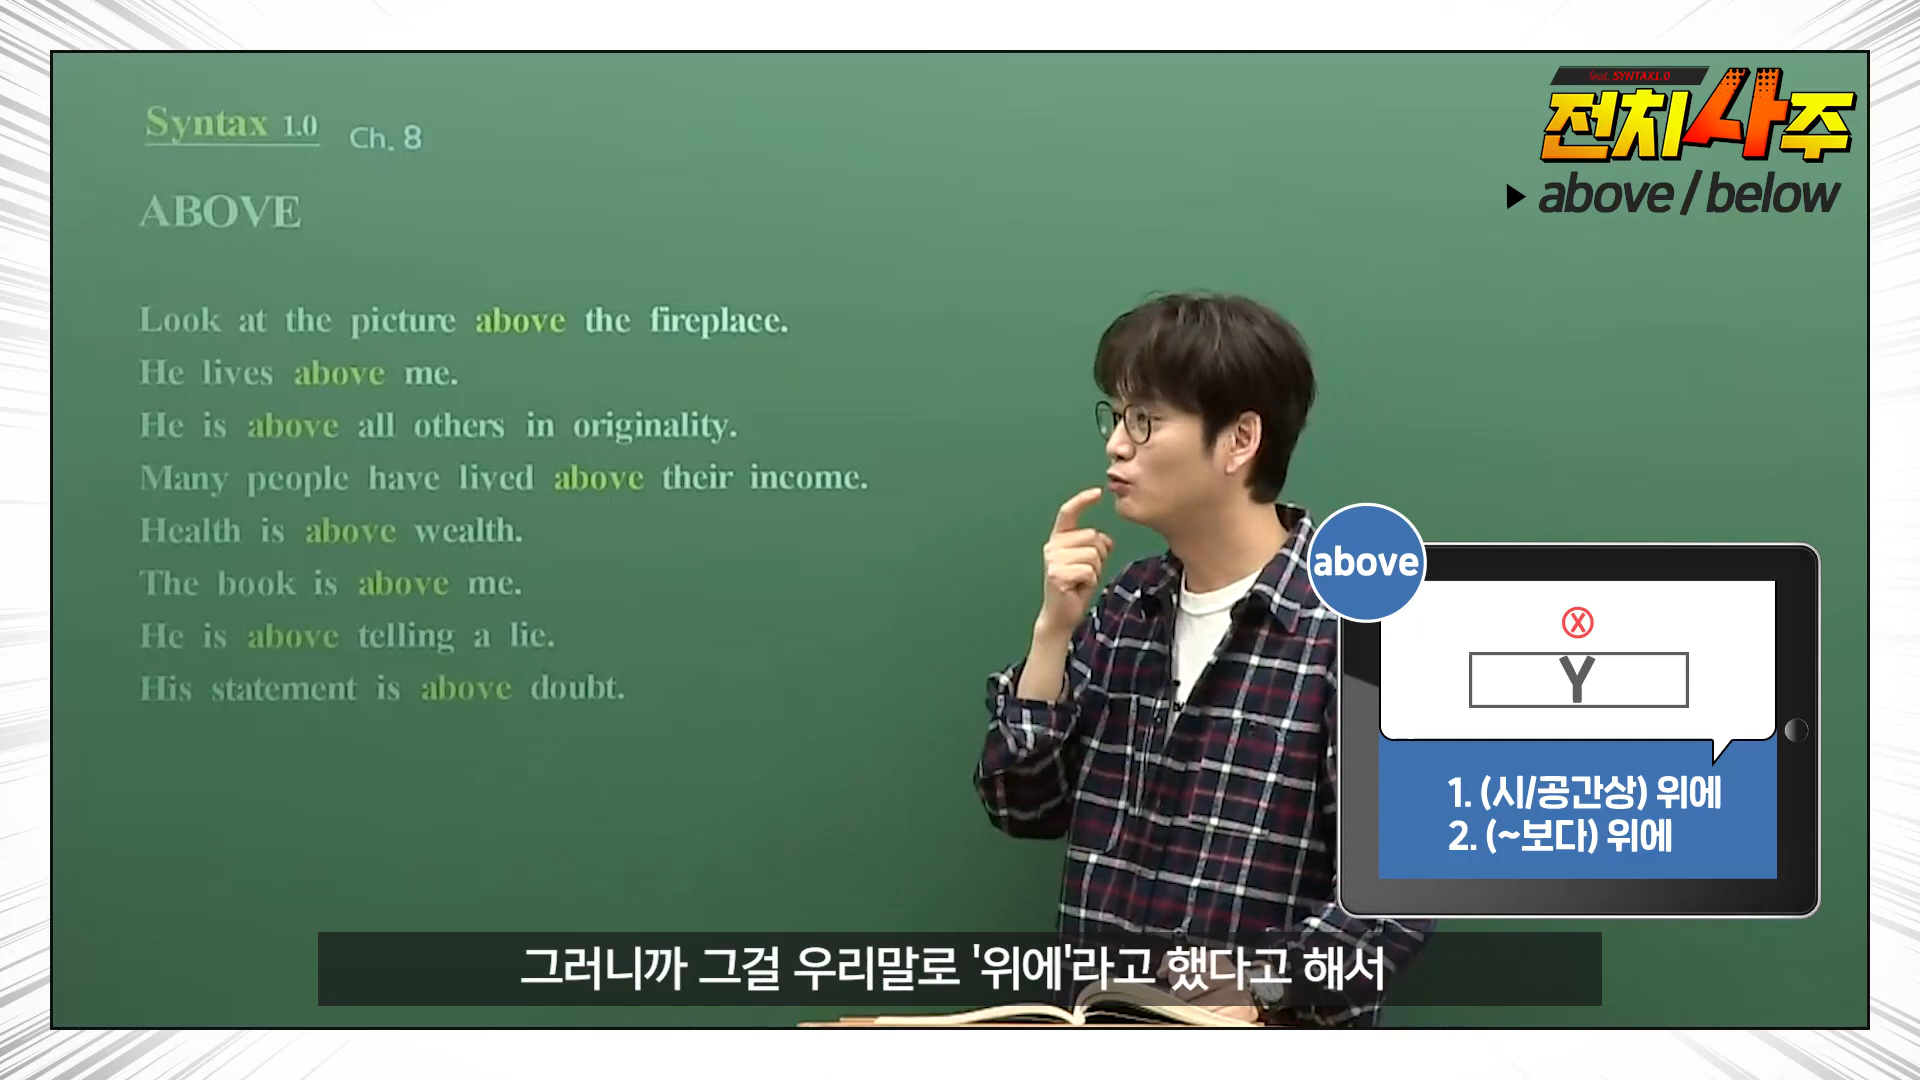 feat. SYNTAX1.0
전치사주
▶ above / below
Syntax 1.0 Ch. 8
ABOVE
Look at the picture above the fireplace.
He lives above me.
He is above all others in originality.
Many people have lived above their income.
Health is above wealth.
The book is above me.
He is above telling a lie.
His statement is above doubt.
above
X
Y
1. (시/공간상) 위에
2. (~보다) 위에
그러니까 그걸 우리말로 '위에'라고 했다고 해서